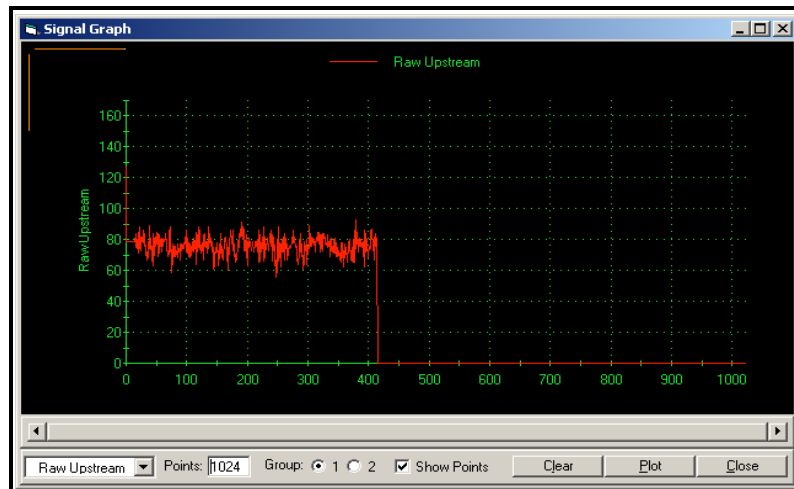 Signal Graph
Raw Upstream
160
140
120
100
80
60
40
20
0
Raw Upstream
0 100 200 300 400 500 600 700 800 900 1000
Raw Upstream Points: 1024 Group: 1 2 Show Points Clear Plot Close